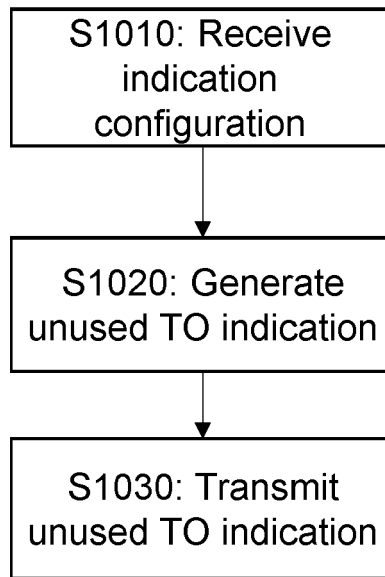 S1010: Receive
indication
configuration
S1020: Generate
unused TO indication
S1030: Transmit
unused TO indication